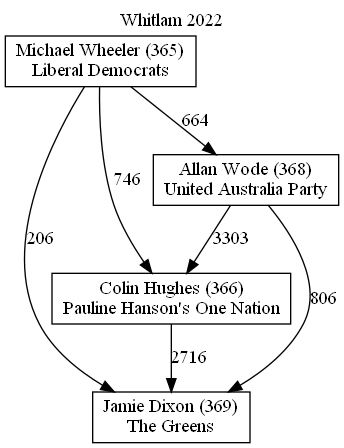 Whitlam 2022
Michael Wheeler (365)
Liberal Democrats
664
Allan Wode (368)
United Australia Party
746
206
3303
806
Colin Hughes (366)
Pauline Hanson's One Nation
2716
Jamie Dixon (369)
The Greens